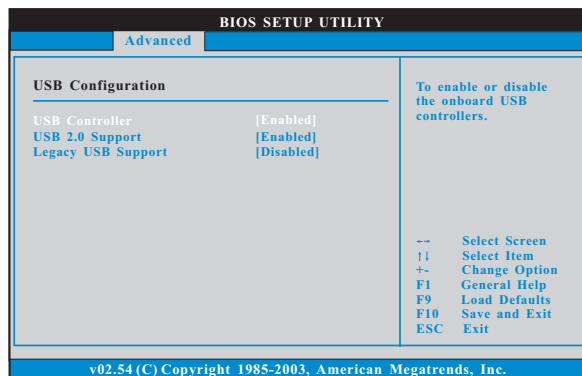 BIOS SETUP UTILITY
Advanced
USB Configuration
USB Controller [Enabled]
USB 2.0 Support [Enabled]
Legacy USB Support [Disabled]
To enable or disable
the onboard USB
controllers.
←→ Select Screen
↑↓ Select Item
+- Change Option
F1 General Help
F9 Load Defaults
F10 Save and Exit
ESC Exit
v02.54 (C) Copyright 1985-2003, American Megatrends, Inc.